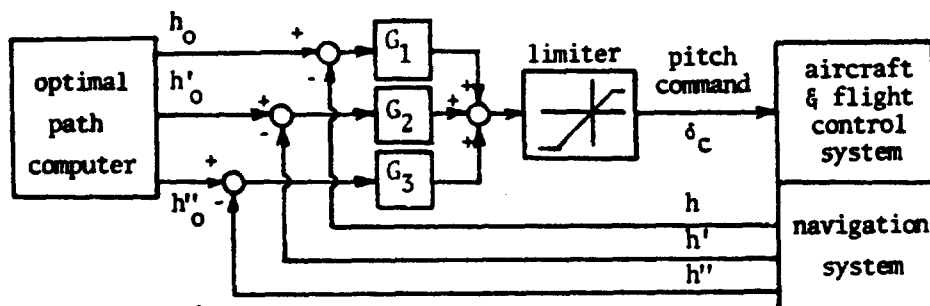 optimal
path
computer
h_o
h'_o
h''_o
+
-
+
-
+
-
G_1
G_2
G_3
+
+
+
limiter
pitch
command
δ_c
aircraft
& flight
control
system
navigation
system
h
h'
h"